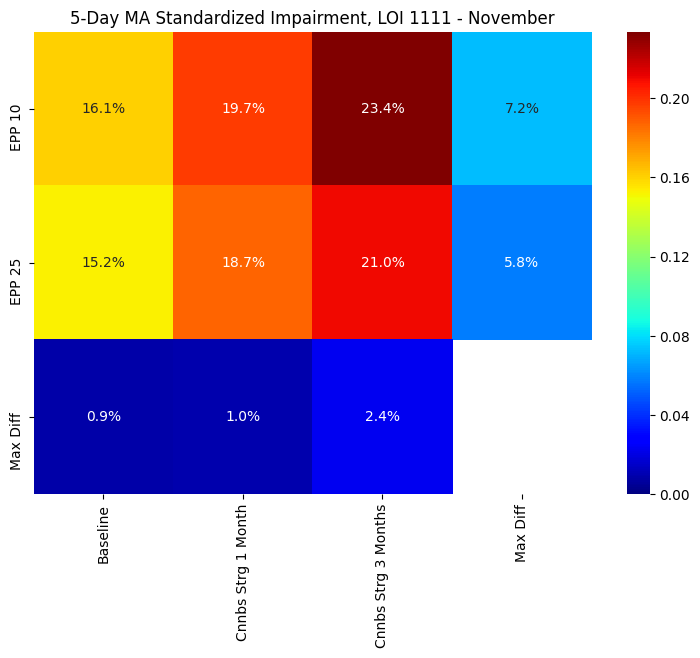 5-Day MA Standardized Impairment, LOI 1111 - November
EPP 10
16.1%
19.7%
23.4%
7.2%
EPP 25
15.2%
18.7%
21.0%
5.8%
Max Diff
0.9%
1.0%
2.4%
Baseline
Cnnbs Strg 1 Month
Cnnbs Strg 3 Months
Max Diff
0.20
0.16
0.12
0.08
0.04
0.00